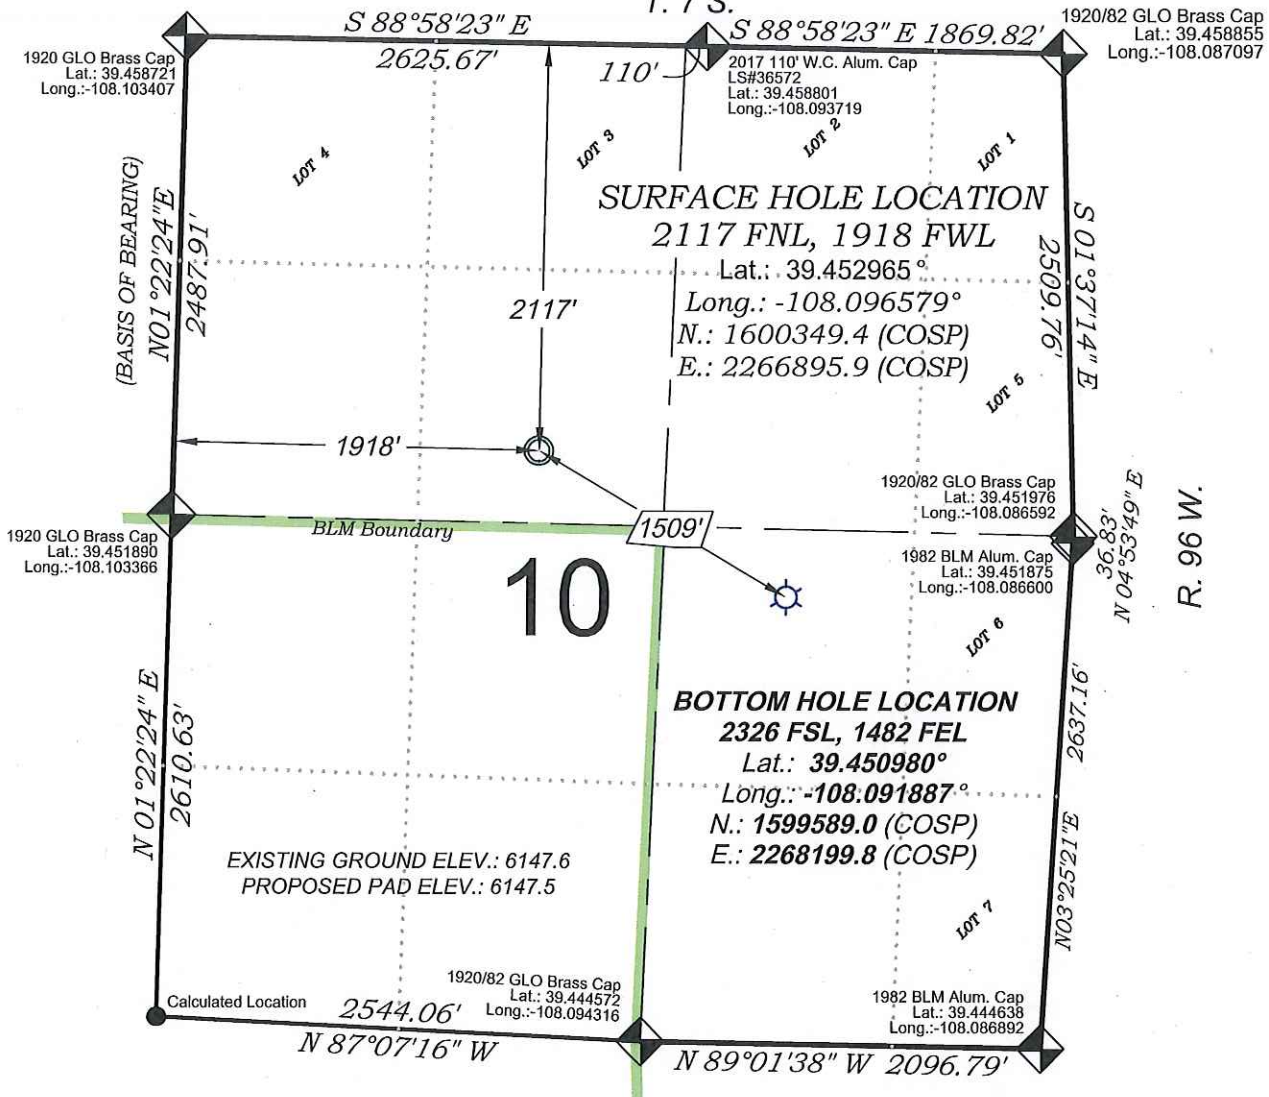 T. 7 S.
S 88°58'23" E
2625.67'
S 88°58'23" E 1869.82'
1920/82 GLO Brass Cap
Lat.: 39.458855
Long.:-108.087097
1920 GLO Brass Cap
Lat.: 39.458721
Long.:-108.103407
110'
2017 110' W.C. Alum. Cap
LS#36572
Lat.: 39.458801
Long.:-108.093719
LOT 4
LOT 3
LOT 2
LOT 1
SURFACE HOLE LOCATION
2117 FNL, 1918 FWL
Lat.: 39.452965°
Long.: -108.096579°
N.: 1600349.4 (COSP)
E.: 2266895.9 (COSP)
(BASIS OF BEARING)
N01°22'24"E
2487.91'
2117'
S 01°37'14" E
2509.76'
LOT 5
1918'
1920/82 GLO Brass Cap
Lat.: 39.451976
Long.:-108.086592
1920 GLO Brass Cap
Lat.: 39.451890
Long.:-108.103366
BLM Boundary
1509'
1982 BLM Alum. Cap
Lat.: 39.451875
Long.:-108.086600
36.83'
N 04°53'49" E
R. 96 W.
10
LOT 6
BOTTOM HOLE LOCATION
2326 FSL, 1482 FEL
Lat.: 39.450980°
Long.: -108.091887°
N.: 1599589.0 (COSP)
E.: 2268199.8 (COSP)
N 01°22'24" E
2610.63'
2637.16'
N03°25'21"E
EXISTING GROUND ELEV.: 6147.6
PROPOSED PAD ELEV.: 6147.5
LOT 7
Calculated Location
2544.06'
N 87°07'16" W
1920/82 GLO Brass Cap
Lat.: 39.444572
Long.:-108.094316
1982 BLM Alum. Cap
Lat.: 39.444638
Long.:-108.086892
N 89°01'38" W 2096.79'